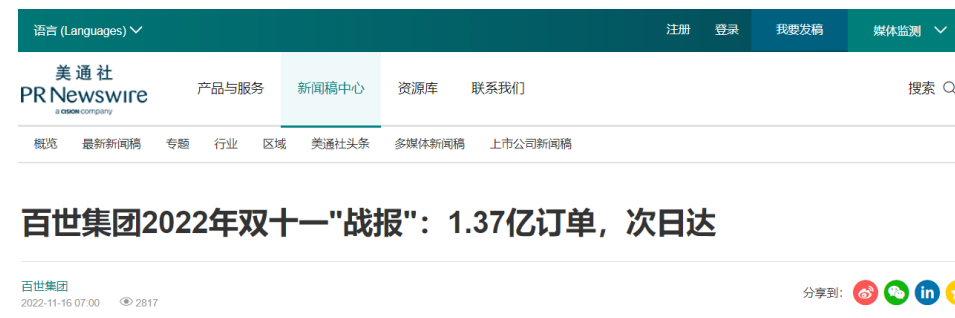 语言 (Languages) 注册 登录 我要发稿 媒体监测
美通社
PR Newswire
a CISION company
产品与服务 新闻稿中心 资源库 联系我们 搜索
概览 最新新闻稿 专题 行业 区域 美通社头条 多媒体新闻稿 上市公司新闻稿
百世集团2022年双十一"战报"：1.37亿订单，次日达
百世集团
2022-11-16 07:00 2817
分享到: in